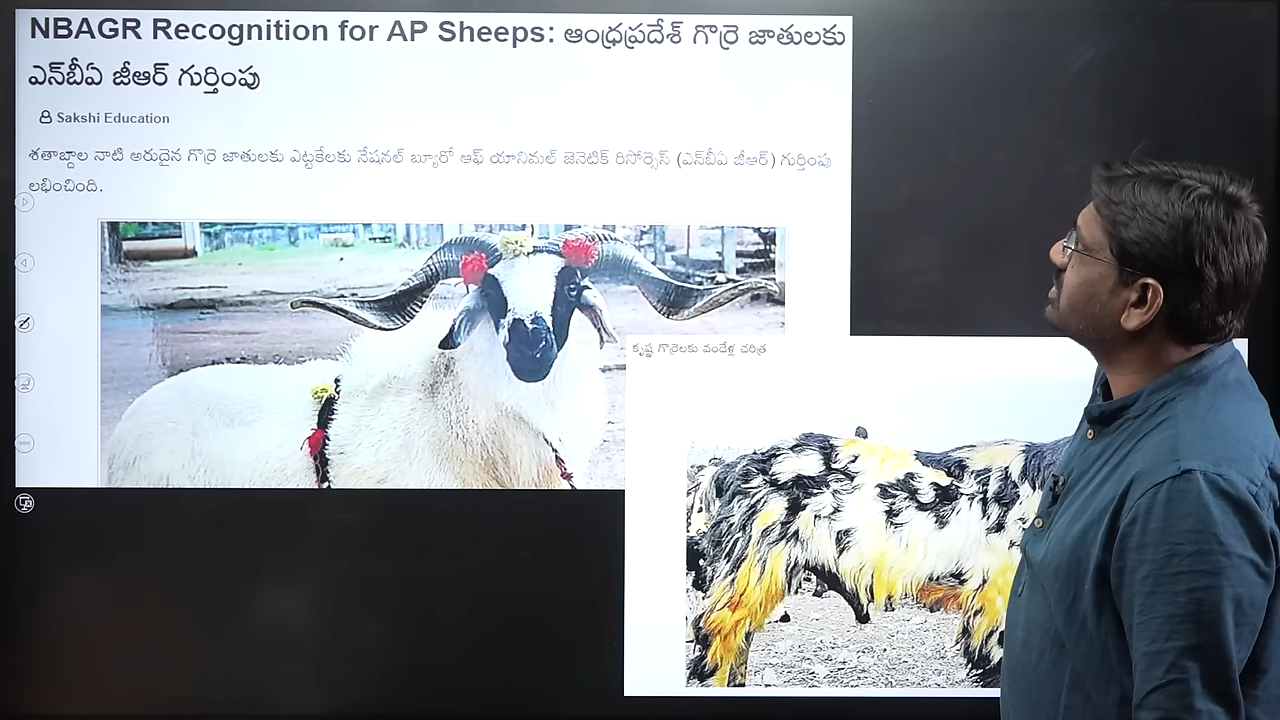 NBAGR Recognition for AP Sheeps: ఆంధ్రప్రదేశ్ గొర్రె జాతులకు
ఎన్‌బీఏ జీఆర్ గుర్తింపు
Sakshi Education
శతాబ్దాల నాటి అరుదైన గొర్రె జాతులకు ఎట్టకేలకు నేషనల్ బ్యూరో ఆఫ్ యానిమల్ జెనెటిక్ రిసోర్సెస్ (ఎన్‌బీఏ జీఆర్) గుర్తింపు
లభించింది.
కృష్ణ గొర్రెలకు వందేళ్ల చరిత్ర